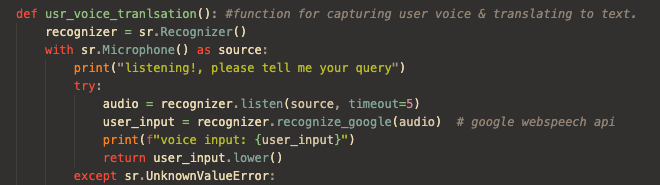 def usr_voice_tranlsation(): #function for capturing user voice & translating to text.
    recognizer = sr.Recognizer()
    with sr.Microphone() as source:
        print("listening!, please tell me your query")
        try:
            audio = recognizer.listen(source, timeout=5)
            user_input = recognizer.recognize_google(audio)  # google webspeech api
            print(f"voice input: {user_input}")
            return user_input.lower()
        except sr.UnknownValueError: